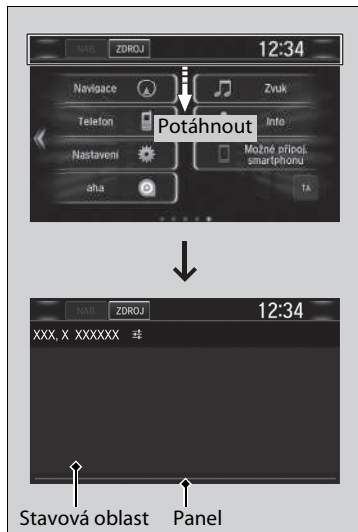 NAB. ZDROJ 12:34
Navigace Zvuk
Telefon Info
Potáhnout
Nastavení Možné připoj.
smartphonu
aha TA
NAB. ZDROJ 12:34
XXX, X XXXXXX
Stavová oblast Panel